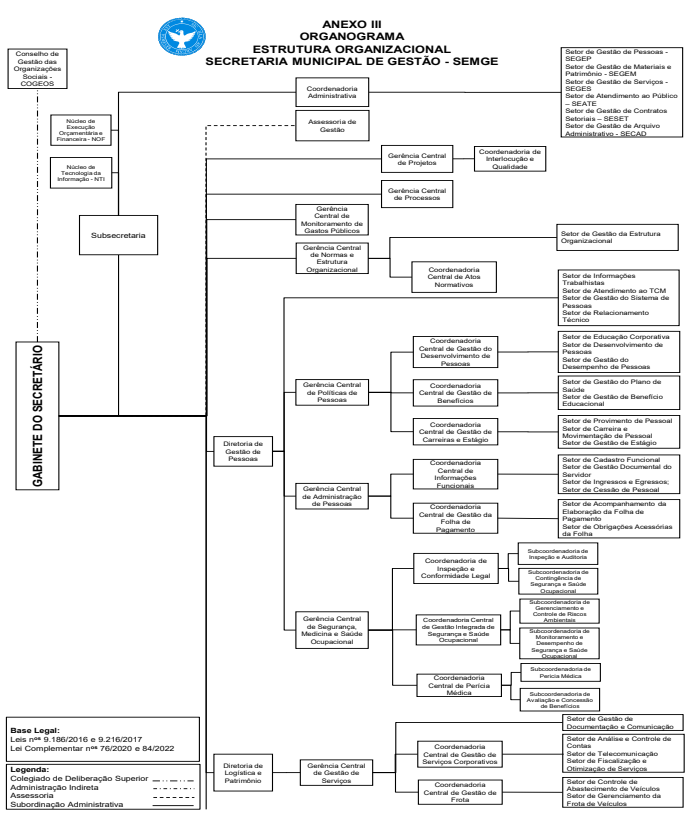 ANEXO III
ORGANOGRAMA
ESTRUTURA ORGANIZACIONAL
SECRETARIA MUNICIPAL DE GESTÃO - SEMGE
Conselho de
Gestão das
Organizações
Sociais -
COGEOS
Coordenadoria
Administrativa
Setor de Gestão de Pessoas -
SEGEP
Setor de Gestão de Materiais e
Patrimônio - SEGEM
Setor de Gestão de Serviços -
SEGES
Setor de Atendimento ao Público
– SEATE
Setor de Gestão de Contratos
Setoriais – SESET
Setor de Gestão de Arquivo
Administrativo - SECAD
Núcleo de
Execução
Orçamentária e
Financeira - NOF
Assessoria de
Gestão
Núcleo de
Tecnologia da
Informação - NTI
Gerência Central
de Projetos
Coordenadoria de
Interlocução e
Qualidade
Gerência Central
de Processos
Subsecretaria
Gerência
Central de
Monitoramento de
Gastos Públicos
Gerência Central
de Normas e
Estrutura
Organizacional
Setor de Gestão da Estrutura
Organizacional
Coordenadoria
Central de Atos
Normativos
Setor de Informações
Trabalhistas
Setor de Atendimento ao TCM
Setor de Gestão do Sistema de
Pessoas
Setor de Relacionamento
Técnico
GABINETE DO SECRETÁRIO
Diretoria de
Gestão de
Pessoas
Gerência Central
de Políticas de
Pessoas
Coordenadoria
Central de Gestão do
Desenvolvimento de
Pessoas
Setor de Educação Corporativa
Setor de Desenvolvimento de
Pessoas
Setor de Gestão do
Desempenho de Pessoas
Coordenadoria
Central de Gestão de
Benefícios
Setor de Gestão do Plano de
Saúde
Setor de Gestão de Benefício
Educacional
Coordenadoria
Central de Gestão de
Carreiras e Estágio
Setor de Provimento de Pessoal
Setor de Carreira e
Movimentação de Pessoal
Setor de Gestão de Estágio
Gerência Central
de Administração
de Pessoas
Coordenadoria
Central de
Informações
Funcionais
Setor de Cadastro Funcional
Setor de Gestão Documental do
Servidor
Setor de Ingressos e Egressos;
Setor de Cessão de Pessoal
Coordenadoria
Central de Gestão da
Folha de
Pagamento
Setor de Acompanhamento da
Elaboração da Folha de
Pagamento
Setor de Obrigações Acessórias
da Folha
Gerência Central
de Segurança,
Medicina e Saúde
Ocupacional
Coordenadoria de
Inspeção e
Conformidade Legal
Subcoordenadoria de
Inspeção e Auditoria
Subcoordenadoria de
Contingência de
Segurança e Saúde
Ocupacional
Coordenadoria Central
de Gestão Integrada de
Segurança e Saúde
Ocupacional
Subcoordenadoria de
Gerenciamento e
Controle de Riscos
Ambientais
Subcoordenadoria de
Monitoramento e
Desempenho de
Segurança e Saúde
Ocupacional
Coordenadoria
Central de Perícia
Médica
Subcoordenadoria de
Perícia Médica
Subcoordenadoria de
Avaliação e Concessão
de Benefícios
Diretoria de
Logística e
Patrimônio
Gerência Central
de Gestão de
Serviços
Setor de Gestão de
Documentação e Comunicação
Coordenadoria
Central de Gestão de
Serviços Corporativos
Setor de Análise e Controle de
Contas
Setor de Telecomunicação
Setor de Fiscalização e
Otimização de Serviços
Coordenadoria
Central de Gestão de
Frota
Setor de Controle de
Abastecimento de Veículos
Setor de Gerenciamento da
Frota de Veículos
Base Legal:
Leis nºs 9.186/2016 e 9.216/2017
Lei Complementar nºs 76/2020 e 84/2022
Legenda:
Colegiado de Deliberação Superior
Administração Indireta
Assessoria
Subordinação Administrativa